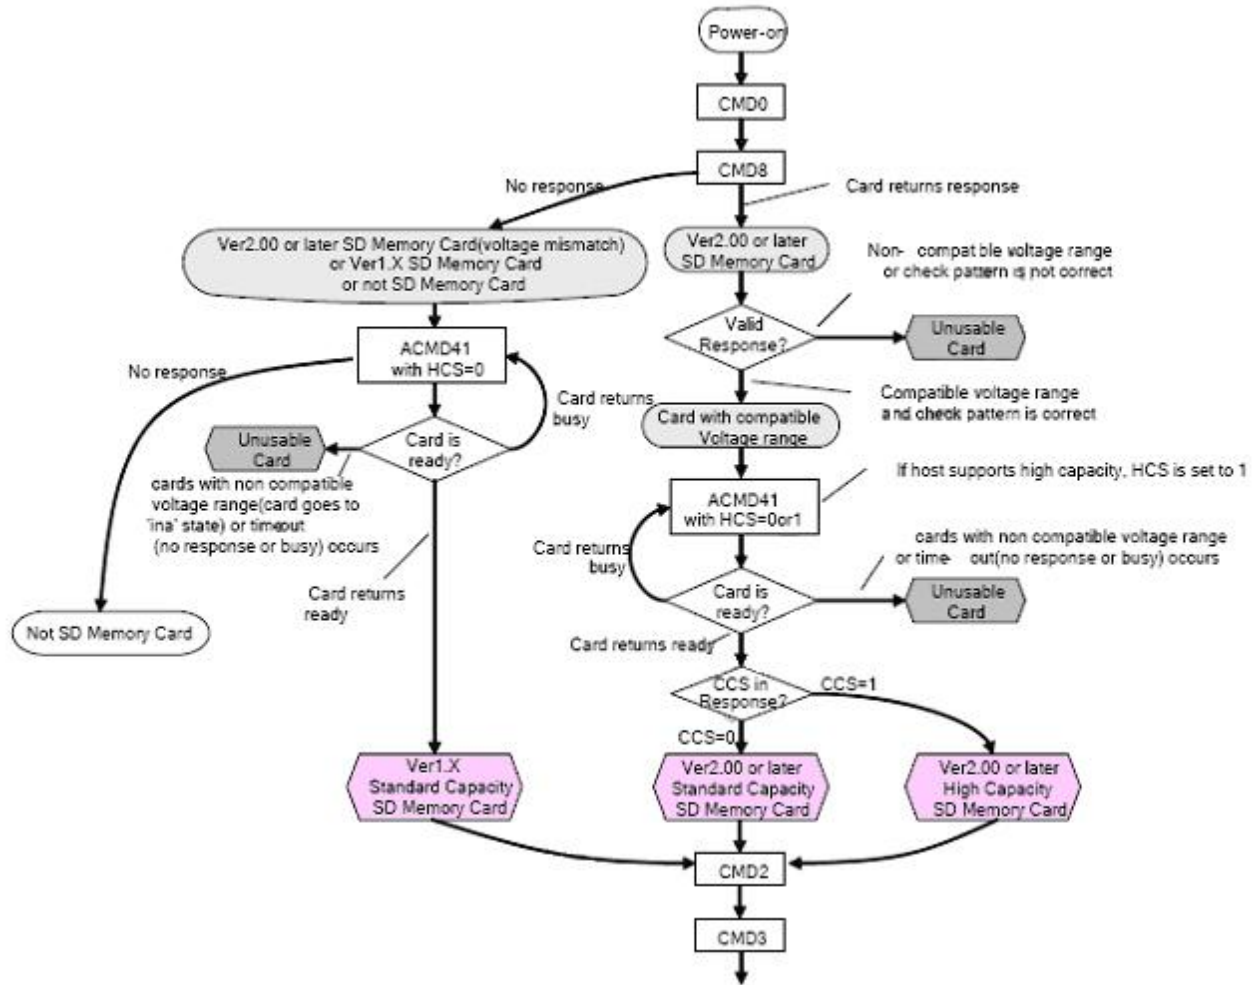 Power-on
CMD0
CMD8
No response
Card returns response
Ver2.00 or later SD Memory Card(voltage mismatch)
or Ver1.X SD Memory Card
or not SD Memory Card
Ver2.00 or later
SD Memory Card
Non- compatible voltage range
or check pattern is not correct
Valid
Response?
Unusable
Card
ACMD41
with HCS=0
No response
Card returns
busy
Compatible voltage range
and check pattern is correct
Card with compatible
Voltage range
Unusable
Card
Card is
ready?
cards with non compatible
voltage range(card goes to
'ina' state) or timeout
(no response or busy) occurs
If host supports high capacity, HCS is set to 1
ACMD41
with HCS=0or1
Card returns
busy
cards with non compatible voltage range
or time- out(no response or busy) occurs
Card is
ready?
Unusable
Card
Card returns
ready
Not SD Memory Card
Card returns ready
CCS in
Response?
CCS=1
CCS=0
Ver1.X
Standard Capacity
SD Memory Card
Ver2.00 or later
Standard Capacity
SD Memory Card
Ver2.00 or later
High Capacity
SD Memory Card
CMD2
CMD3